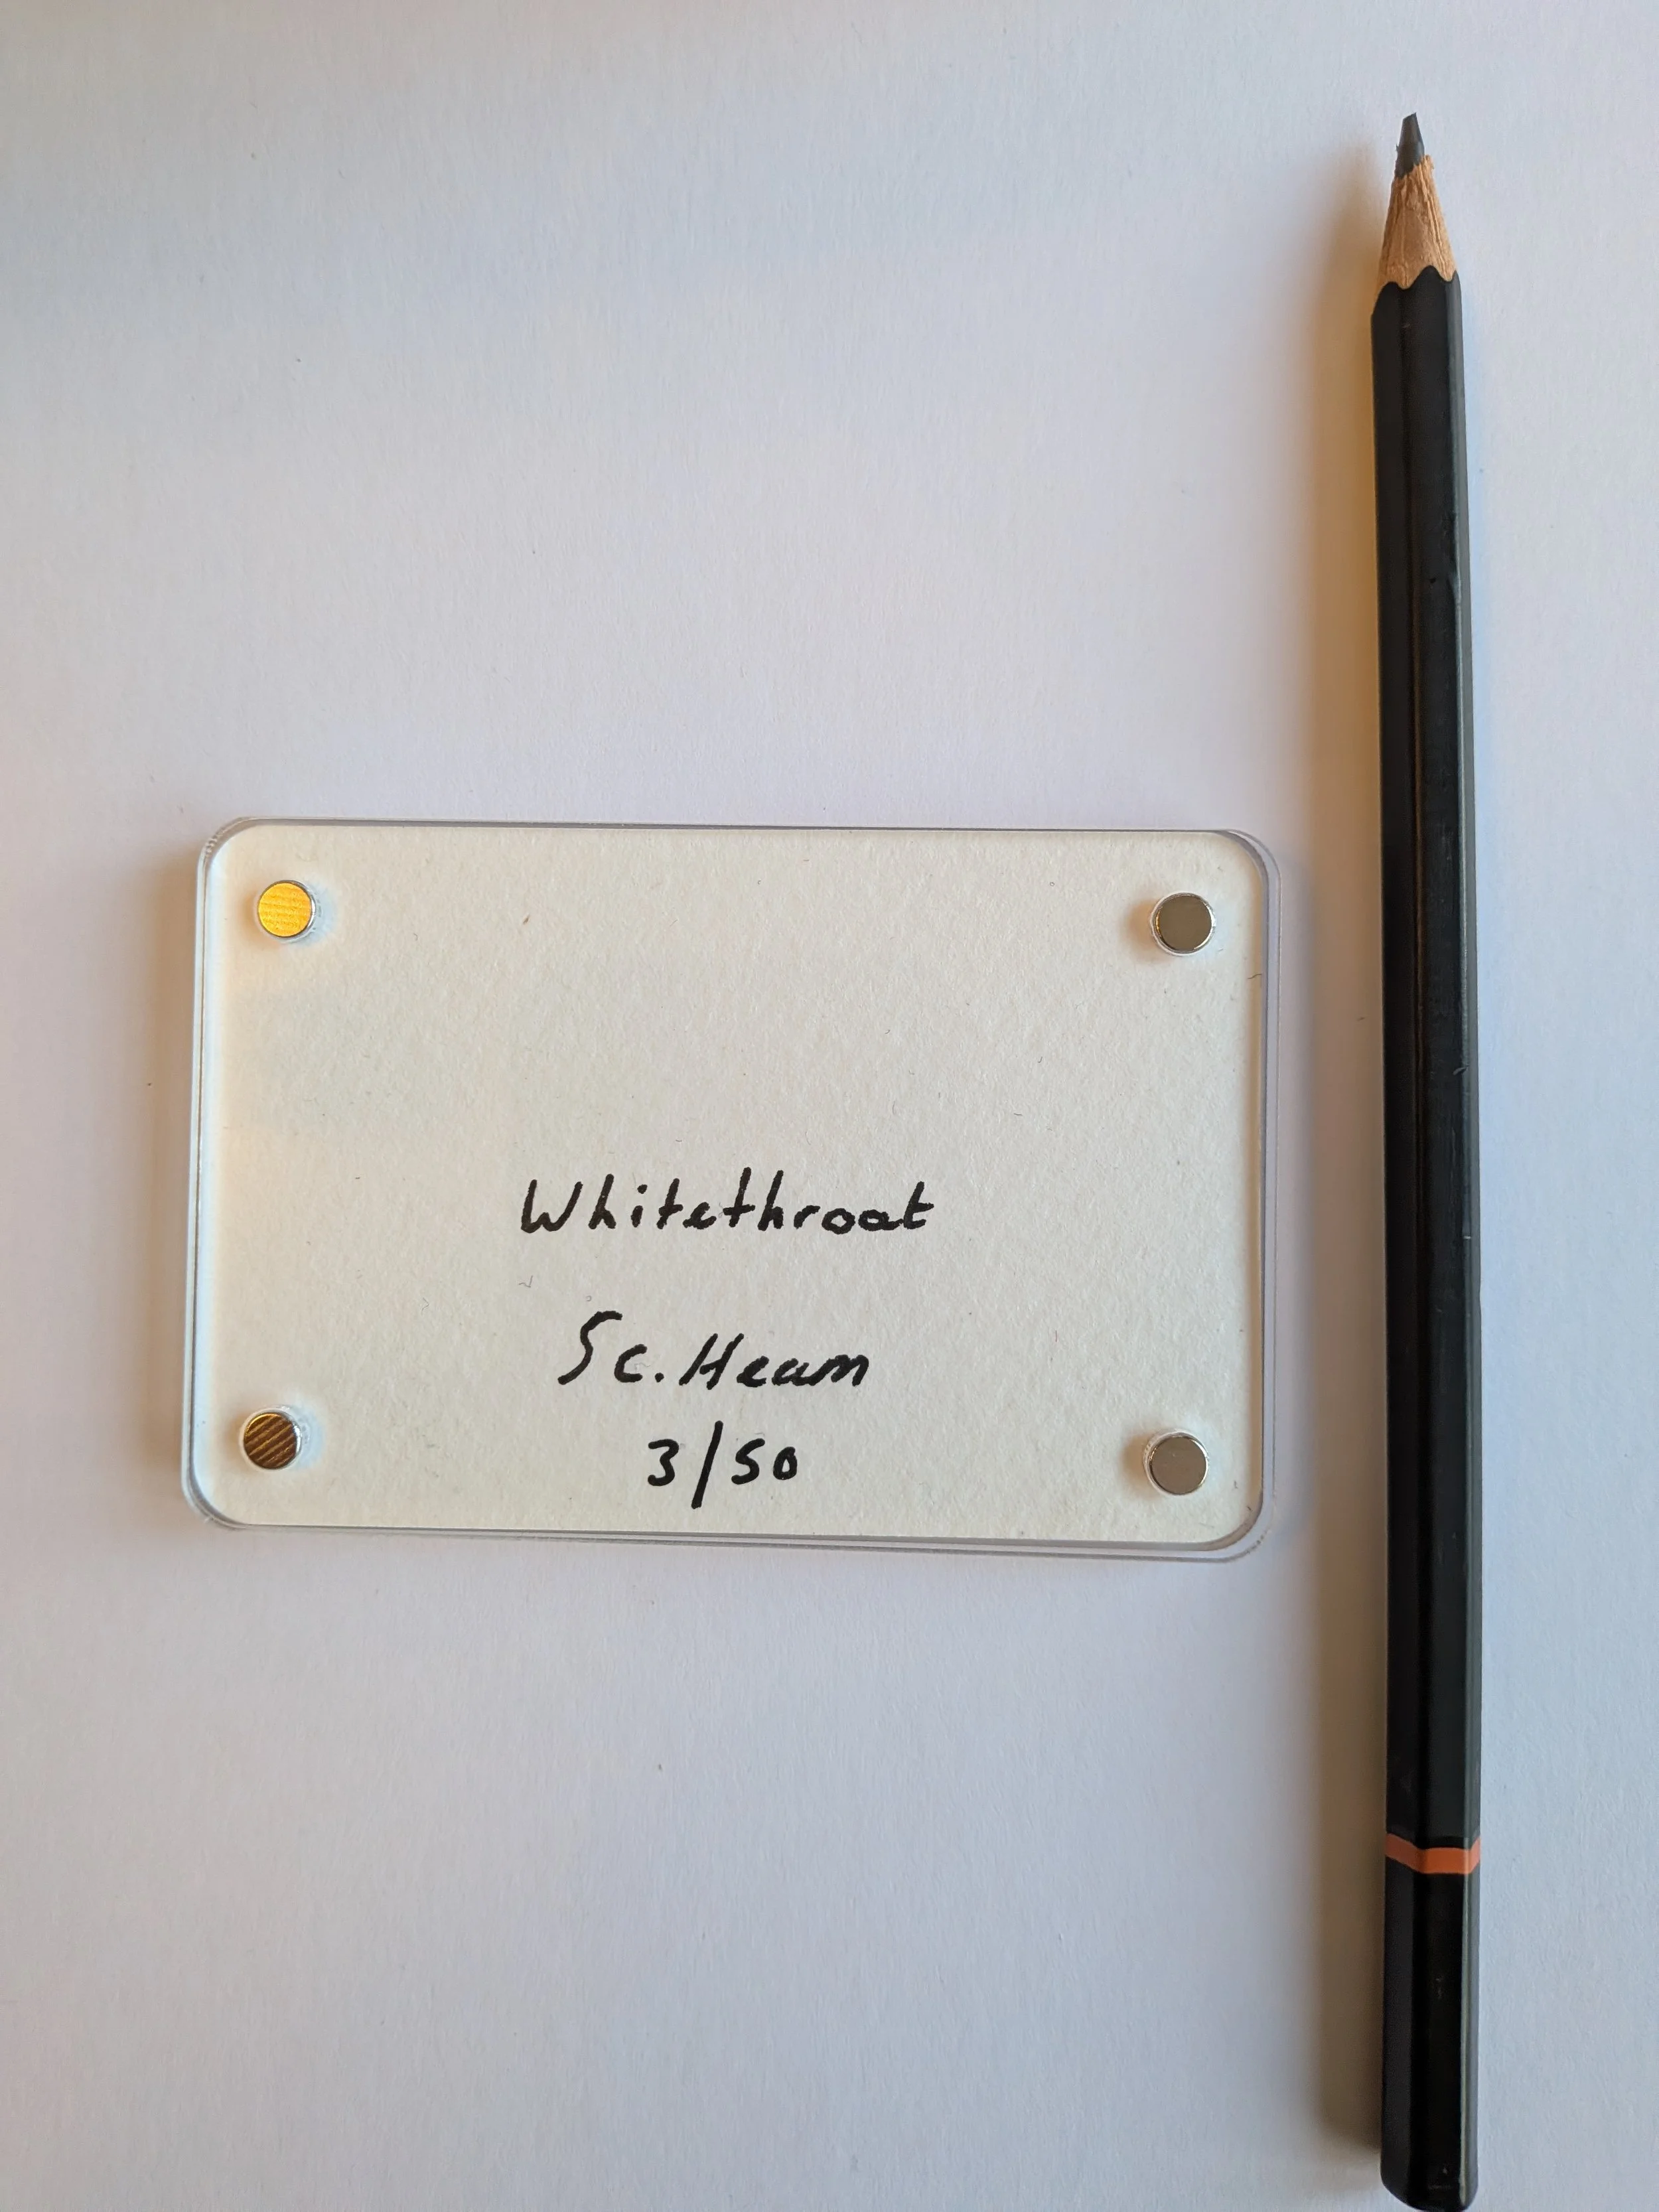 Whitethroat
Sc. Heam
3/50